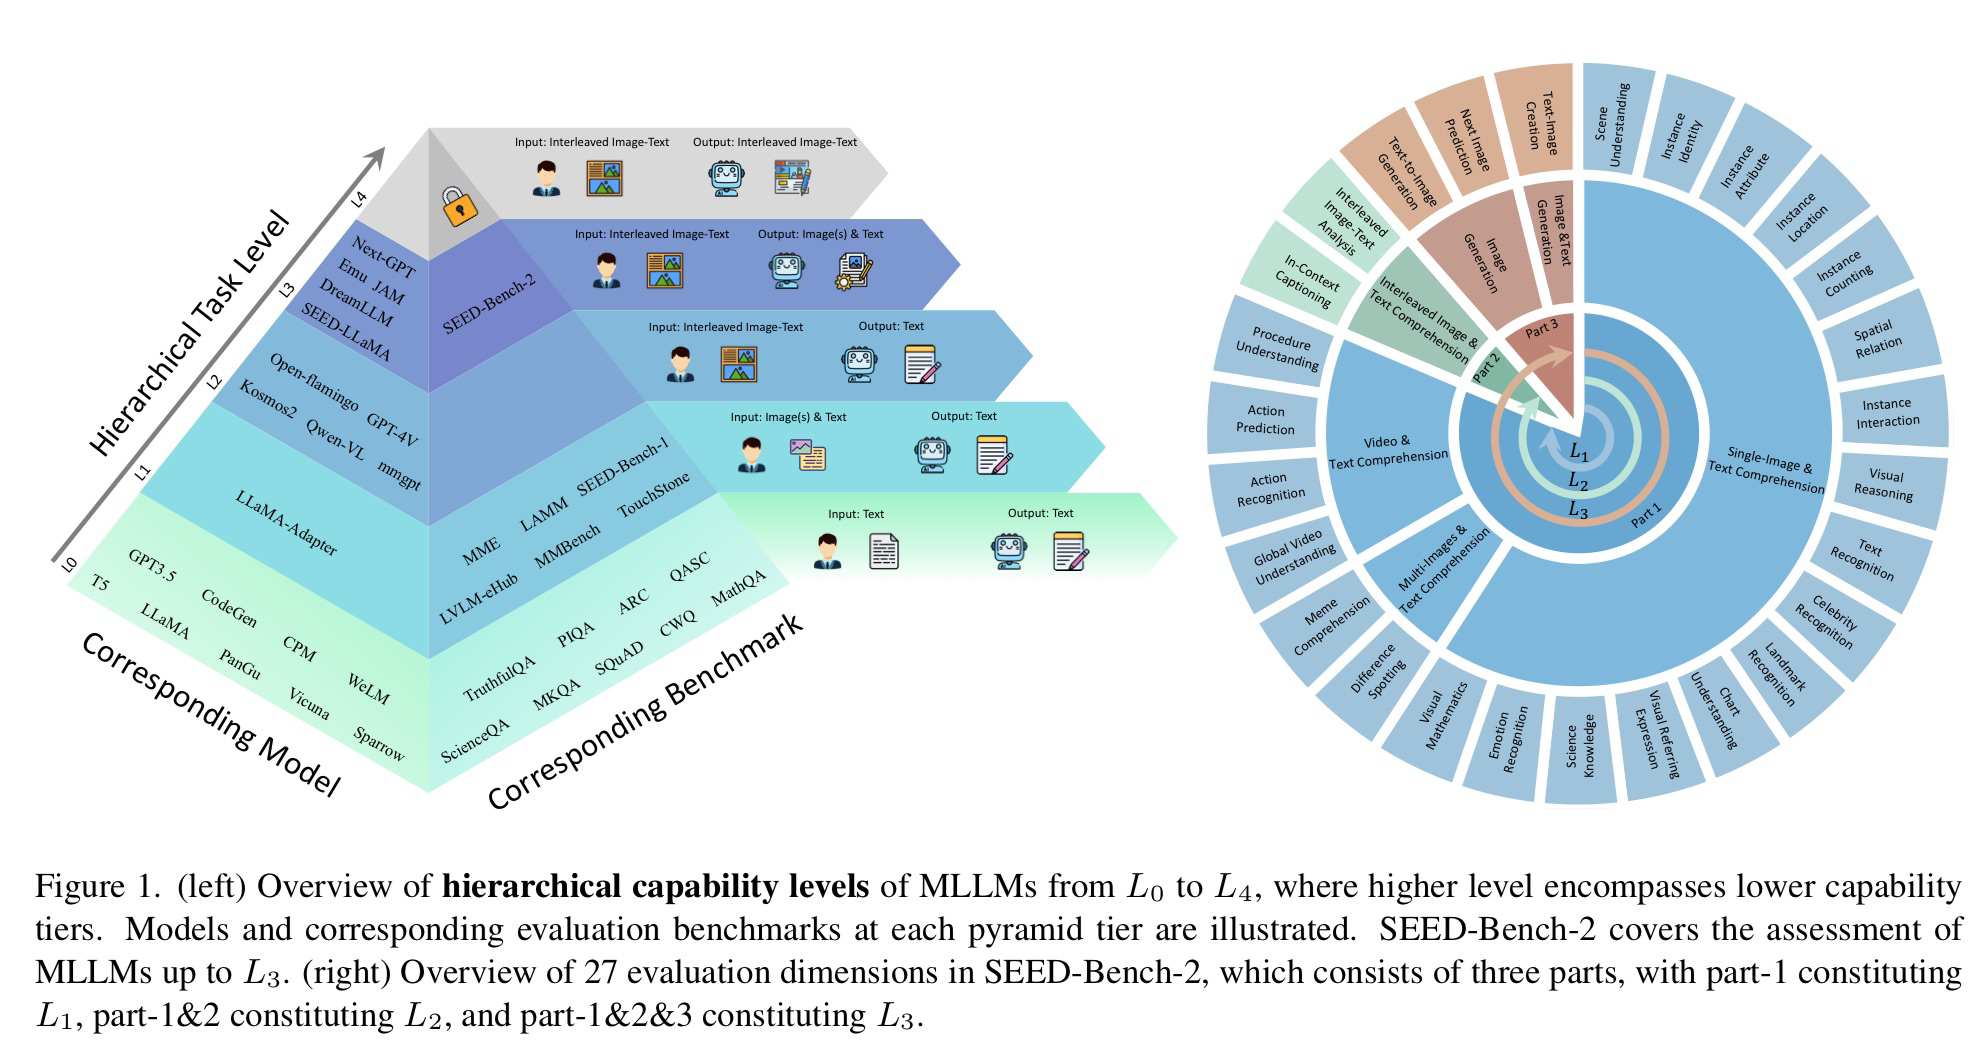 Hierarchical Task Level
L4
L3
L2
L1
L0
Input: Interleaved Image-Text
Output: Interleaved Image-Text
Input: Interleaved Image-Text
Output: Image(s) & Text
Input: Interleaved Image-Text
Output: Text
Input: Image(s) & Text
Output: Text
Input: Text
Output: Text
Next-GPT
Emu JAM
DreamLLM
SEED-LLaMA
SEED-Bench-2
Open-flamingo
GPT-4V
Kosmos2
Qwen-VL
mmgpt
LLaMA-Adapter
MME
LAMM
SEED-Bench-1
LVLM-eHub
MMBench
TouchStone
GPT3.5
CodeGen
CPM
WeLM
T5
LLaMA
PanGu
Vicuna
Sparrow
TruthfulQA
PIQA
ARC
QASC
ScienceQA
MKQA
SQuAD
CWQ
MathQA
Corresponding Model
Corresponding Benchmark
Scene
Understanding
Instance
Identity
Instance
Attribute
Instance
Location
Instance
Counting
Spatial
Relation
Instance
Interaction
Visual
Reasoning
Text
Recognition
Celebrity
Recognition
Landmark
Recognition
Chart
Understanding
Visual Referring
Expression
Science
Knowledge
Emotion
Recognition
Visual
Mathematics
Difference
Spotting
Meme
Comprehension
Global Video
Understanding
Action
Recognition
Action
Prediction
Procedure
Understanding
In-Context
Captioning
Interleaved
Image-Text
Analysis
Text-to-Image
Generation
Next Image
Prediction
Text-Image
Creation
Single-Image &
Text Comprehension
Multi-Images &
Text Comprehension
Video &
Text Comprehension
Interleaved Image &
Text Comprehension
Image
Generation
Image &Text
Generation
Part 1
Part 2
Part 3
L1
L2
L3
Figure 1. (left) Overview of hierarchical capability levels of MLLMs from L0 to L4, where higher level encompasses lower capability
tiers. Models and corresponding evaluation benchmarks at each pyramid tier are illustrated. SEED-Bench-2 covers the assessment of
MLLMs up to L3. (right) Overview of 27 evaluation dimensions in SEED-Bench-2, which consists of three parts, with part-1 constituting
L1, part-1&2 constituting L2, and part-1&2&3 constituting L3.